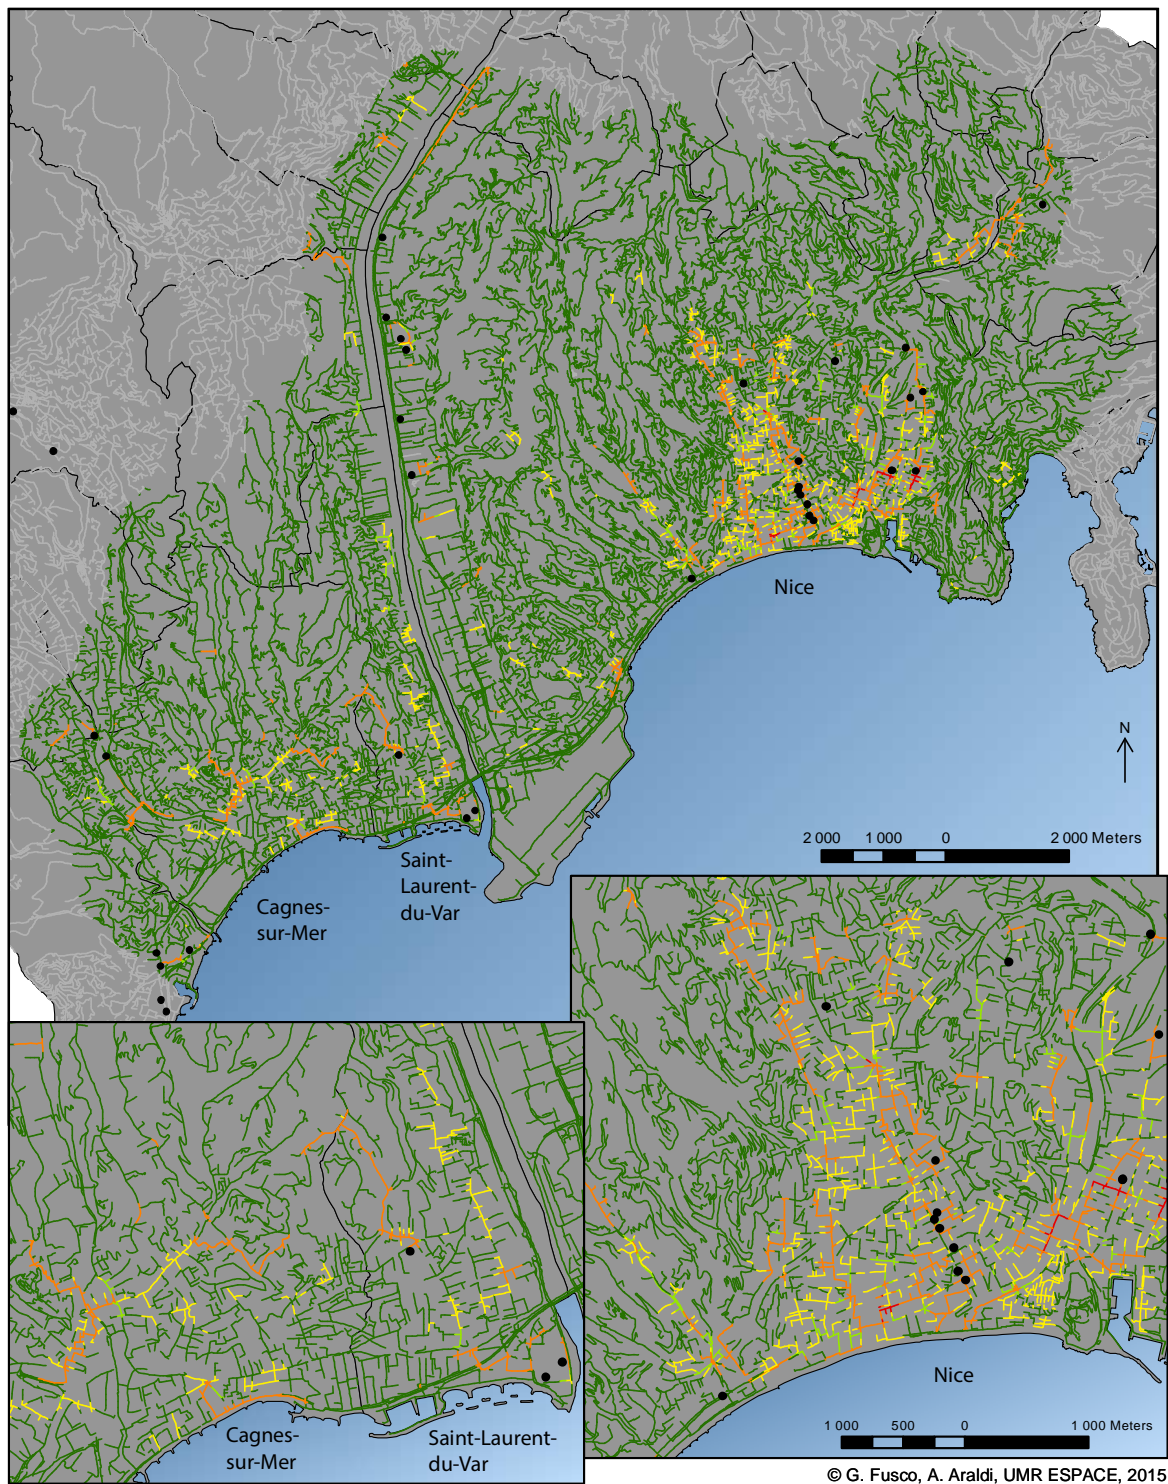 Nice
N
2 000 1 000 0 2 000 Meters
Saint-
Laurent-
du-Var
Cagnes-
sur-Mer
Cagnes-
sur-Mer
Saint-Laurent-
du-Var
Nice
1 000 500 0 1 000 Meters
© G. Fusco, A. Araldi, UMR ESPACE, 2015